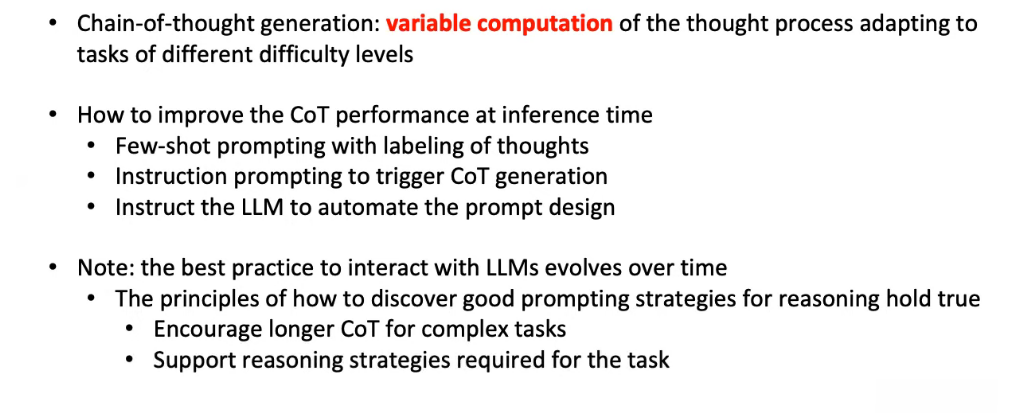 • Chain-of-thought generation: variable computation of the thought process adapting to
tasks of different difficulty levels
• How to improve the CoT performance at inference time
• Few-shot prompting with labeling of thoughts
• Instruction prompting to trigger CoT generation
• Instruct the LLM to automate the prompt design
• Note: the best practice to interact with LLMs evolves over time
• The principles of how to discover good prompting strategies for reasoning hold true
• Encourage longer CoT for complex tasks
• Support reasoning strategies required for the task